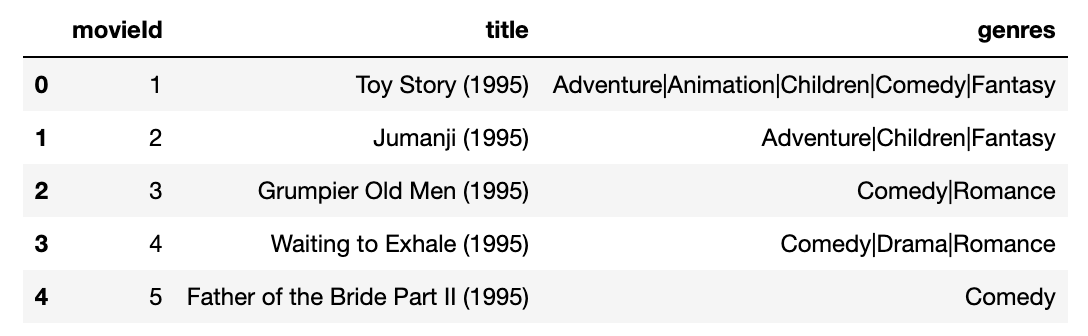 movieId title genres
0 1 Toy Story (1995) Adventure|Animation|Children|Comedy|Fantasy
1 2 Jumanji (1995) Adventure|Children|Fantasy
2 3 Grumpier Old Men (1995) Comedy|Romance
3 4 Waiting to Exhale (1995) Comedy|Drama|Romance
4 5 Father of the Bride Part II (1995) Comedy